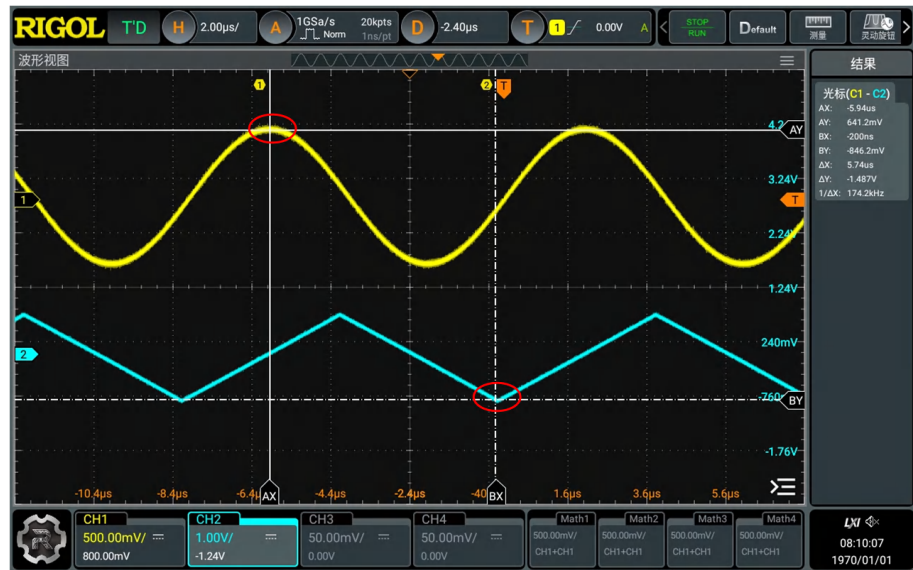 RIGOL T'D H 2.00μs/ A 1GSa/s 20kpts Norm 1ns/pt D -2.40μs T 1 0.00V A STOP RUN Default 测量 灵动旋钮
波形视图
结果
1 2 T
光标(C1 - C2)
AX: -5.94us
AY: 641.2mV
BX: -200ns
BY: -846.2mV
ΔX: 5.74us
ΔY: -1.487V
1/ΔX: 174.2kHz
AY
3.24V
1 T
2.24V
1.24V
2 240mV
-760 BY
-1.76V
-10.4μs -8.4μs -6.4 AX -4.4μs -2.4μs -40 BX 1.6μs 3.6μs 5.6μs
CH1 CH2 CH3 CH4 Math1 Math2 Math3 Math4
500.00mV/ 1.00V/ 50.00mV/ 50.00mV/ 500.00mV/ 500.00mV/ 500.00mV/ 500.00mV/
800.00mV -1.24V 0.00V 0.00V CH1+CH1 CH1+CH1 CH1+CH1 CH1+CH1
LXI
08:10:07
1970/01/01